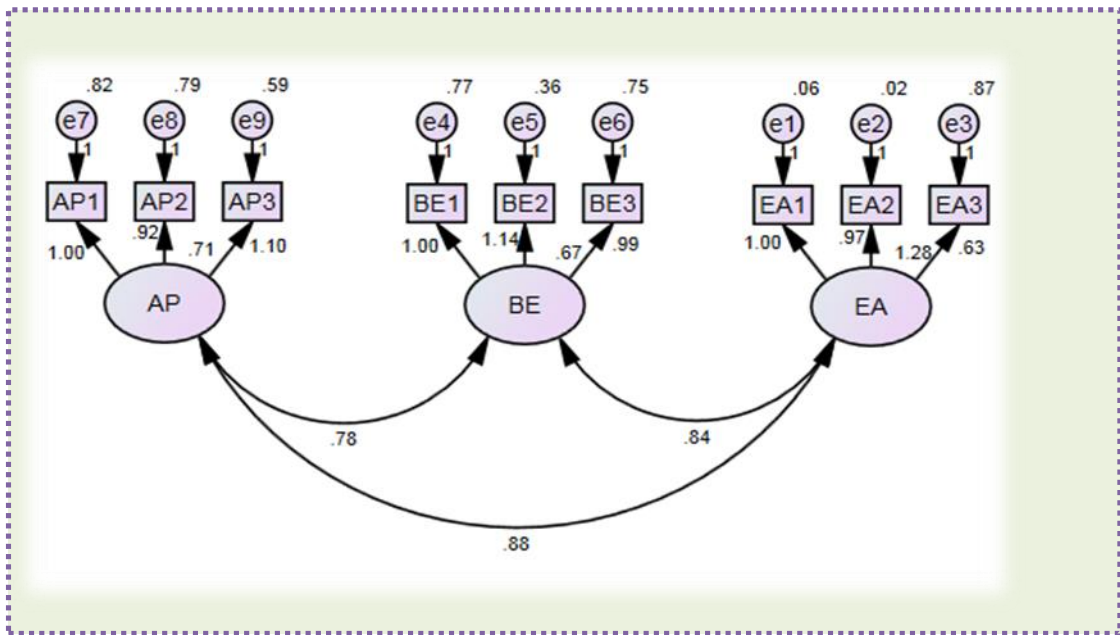 .82 .79 .59 .77 .36 .75 .06 .02 .87
e7 e8 e9 e4 e5 e6 e1 e2 e3
1 1 1 1 1 1 1 1 1
AP1 AP2 AP3 BE1 BE2 BE3 EA1 EA2 EA3
1.00 .92 .71 1.10 1.00 1.14 .67 .99 1.00 .97 1.28 .63
AP BE EA
.78 .84
.88